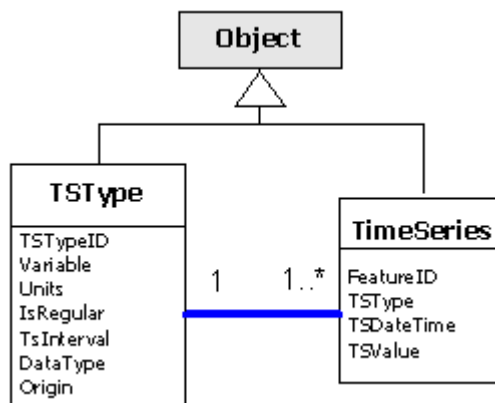 Object
TSType
TSTypeID
Variable
Units
IsRegular
TsInterval
DataType
Origin
1
1..*
TimeSeries
FeatureID
TSType
TSDateTime
TSValue